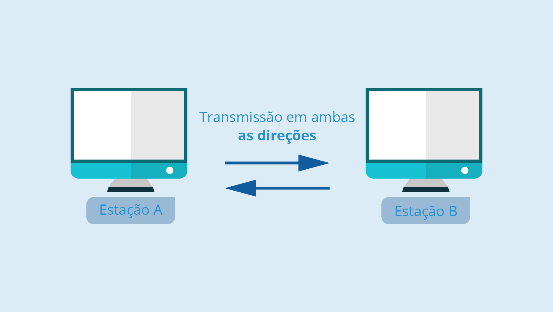 Transmissão em ambas
as direções
Estação A
Estação B